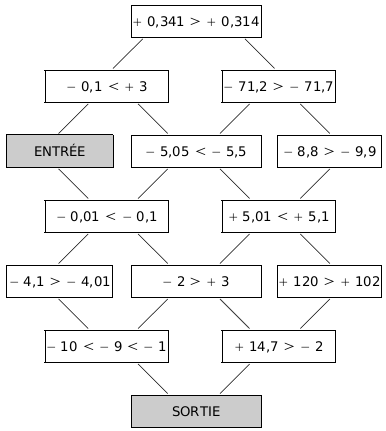 + 0,341 > + 0,314
− 0,1 < + 3
− 71,2 > − 71,7
ENTRÉE
− 5,05 < − 5,5
− 8,8 > − 9,9
− 0,01 < − 0,1
+ 5,01 < + 5,1
− 4,1 > − 4,01
− 2 > + 3
+ 120 > + 102
− 10 < − 9 < − 1
+ 14,7 > − 2
SORTIE